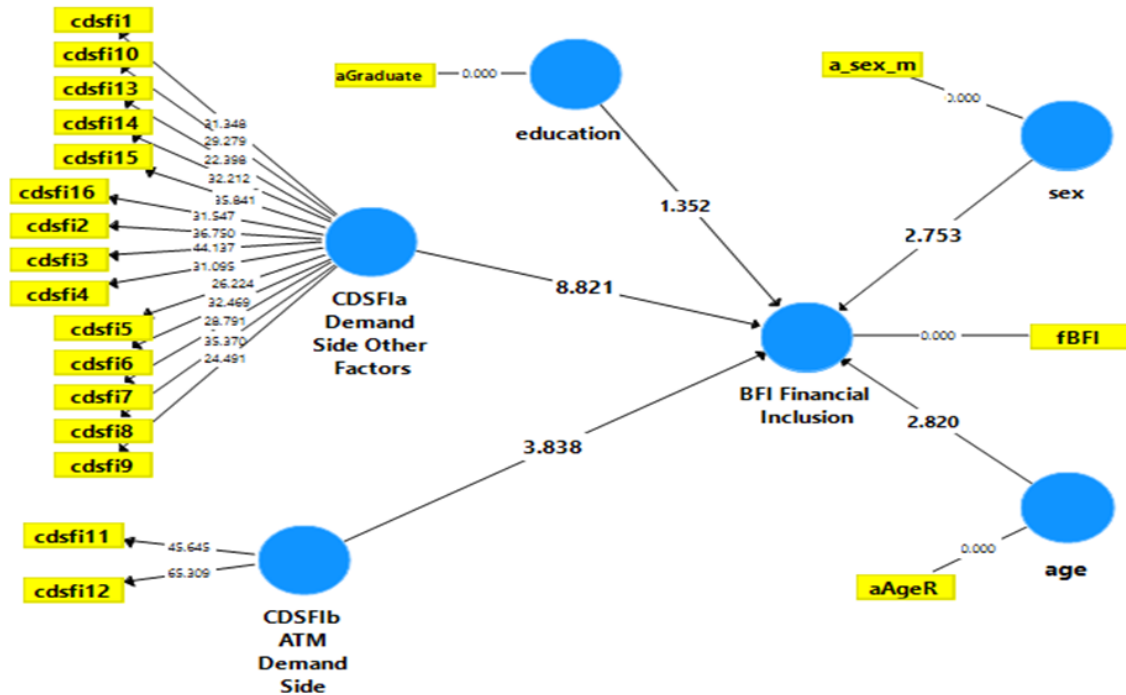 cdsfi1
cdsfi10
cdsfi13
cdsfi14
cdsfi15
cdsfi16
cdsfi2
cdsfi3
cdsfi4
cdsfi5
cdsfi6
cdsfi7
cdsfi8
cdsfi9
31.348
29.279
22.398
32.212
35.841
31.547
36.750
44.137
31.095
26.224
32.469
28.791
35.370
24.491
CDSFIa
Demand
Side Other
Factors
aGraduate
0.000
education
a_sex_m
0.000
sex
1.352
2.753
8.821
3.838
2.820
BFI Financial
Inclusion
0.000
fBFI
cdsfi11
cdsfi12
45.645
65.309
CDSFIb
ATM
Demand
Side
age
0.000
aAgeR